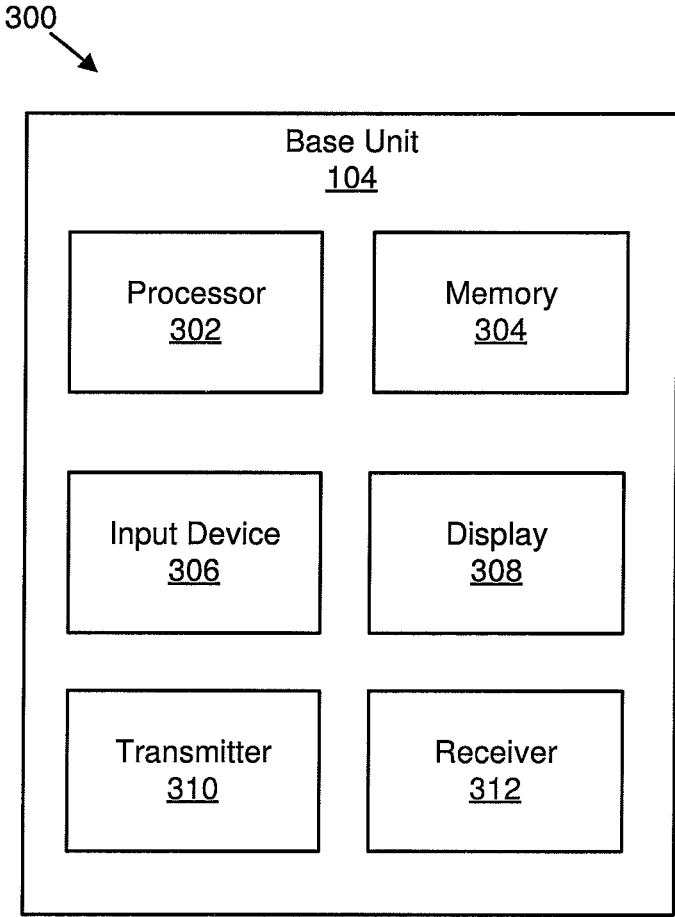 300
Base Unit
104
Processor
302
Memory
304
Input Device
306
Display
308
Transmitter
310
Receiver
312